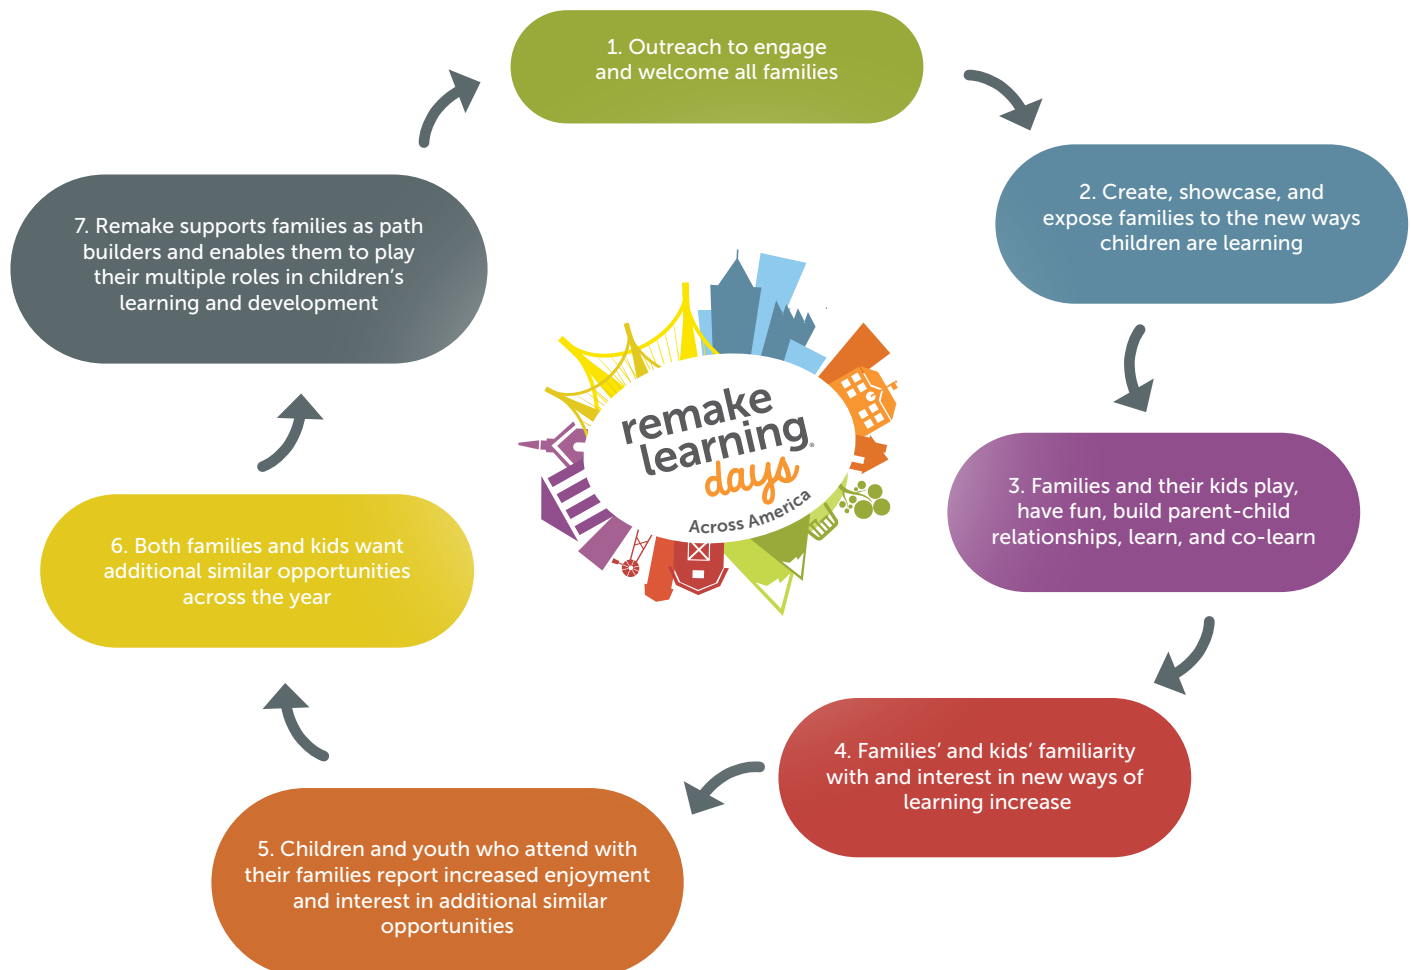 1. Outreach to engage
and welcome all families
2. Create, showcase, and
expose families to the new ways
children are learning
3. Families and their kids play,
have fun, build parent-child
relationships, learn, and co-learn
4. Families’ and kids’ familiarity
with and interest in new ways of
learning increase
5. Children and youth who attend with
their families report increased enjoyment
and interest in additional similar
opportunities
6. Both families and kids want
additional similar opportunities
across the year
7. Remake supports families as path
builders and enables them to play
their multiple roles in children’s
learning and development
remake
learning®
days
Across America